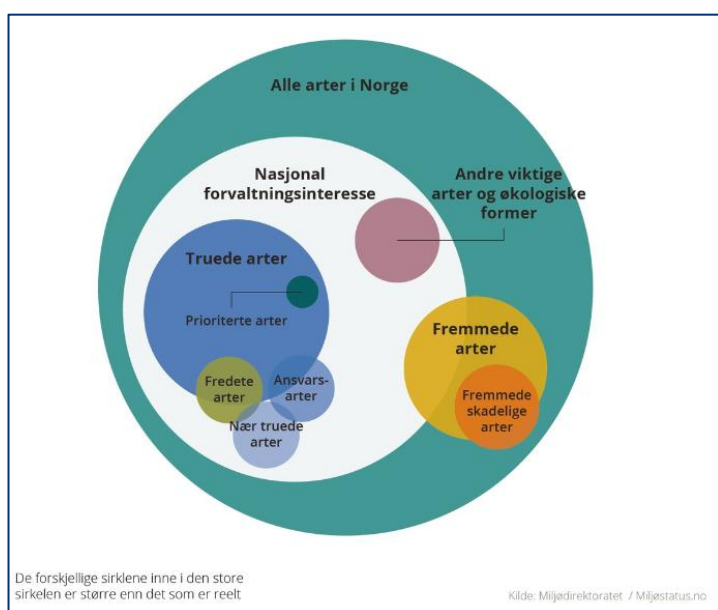 Alle arter i Norge
Nasjonal
forvaltningsinteresse
Andre viktige
arter og økologiske
former
Truede arter
Prioriterte arter
Fremmede
arter
Fredete
arter
Ansvars-
arter
Fremmede
skadelige
arter
Nær truede
arter
De forskjellige sirklene inne i den store
sirkelen er større enn det som er reelt
Kilde: Miljødirektoratet / Miljøstatus.no